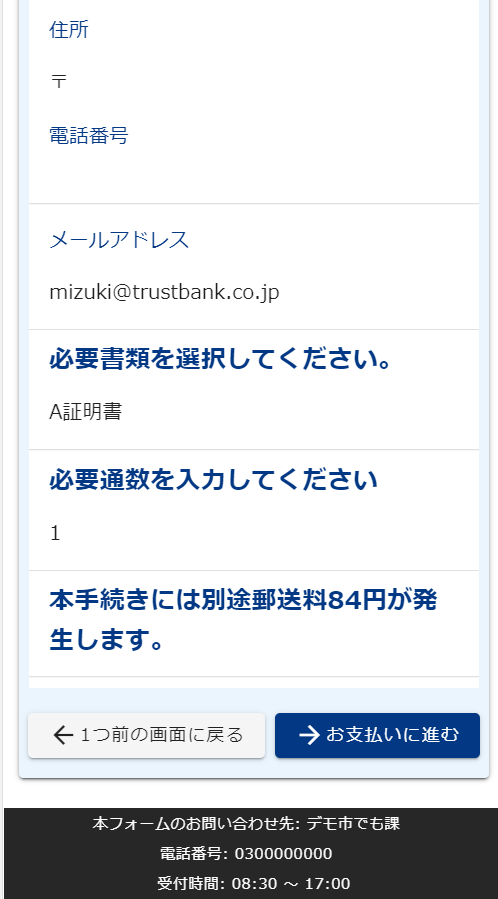 住所
〒
電話番号
メールアドレス
mizuki@trustbank.co.jp
必要書類を選択してください。
A証明書
必要通数を入力してください
1
本手続きには別途郵送料84円が発
生します。
← 1つ前の画面に戻る
→ お支払いに進む
本フォームのお問い合わせ先: デモ市でも課
電話番号: 0300000000
受付時間: 08:30 ～ 17:00